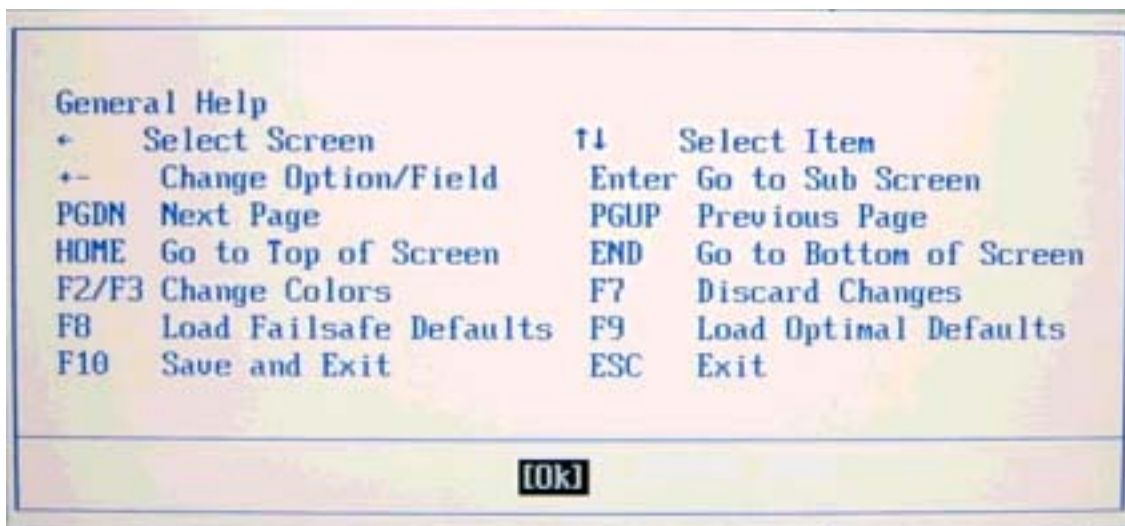 General Help
← Select Screen ↑↓ Select Item
+- Change Option/Field Enter Go to Sub Screen
PGDN Next Page PGUP Previous Page
HOME Go to Top of Screen END Go to Bottom of Screen
F2/F3 Change Colors F7 Discard Changes
F8 Load Failsafe Defaults F9 Load Optimal Defaults
F10 Save and Exit ESC Exit
[Ok]